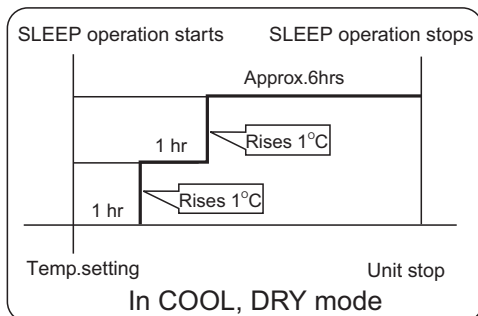 SLEEP operation starts SLEEP operation stops
Approx.6hrs
1 hr Rises 1°C
1 hr Rises 1°C
Temp.setting Unit stop
In COOL, DRY mode